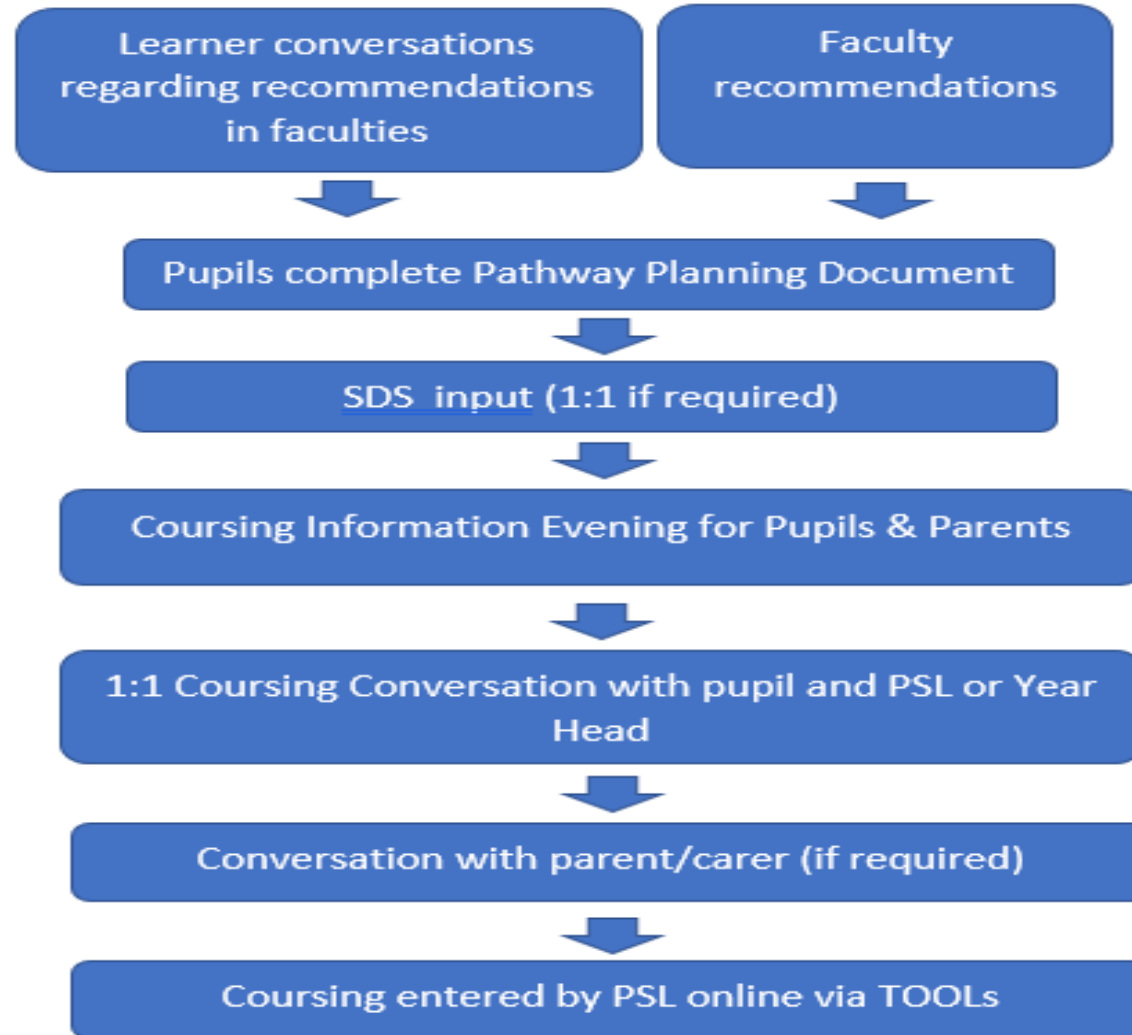 Learner conversations
regarding recommendations
in faculties
Faculty
recommendations
Pupils complete Pathway Planning Document
SDS input (1:1 if required)
Coursing Information Evening for Pupils & Parents
1:1 Coursing Conversation with pupil and PSL or Year
Head
Conversation with parent/carer (if required)
Coursing entered by PSL online via TOOLs